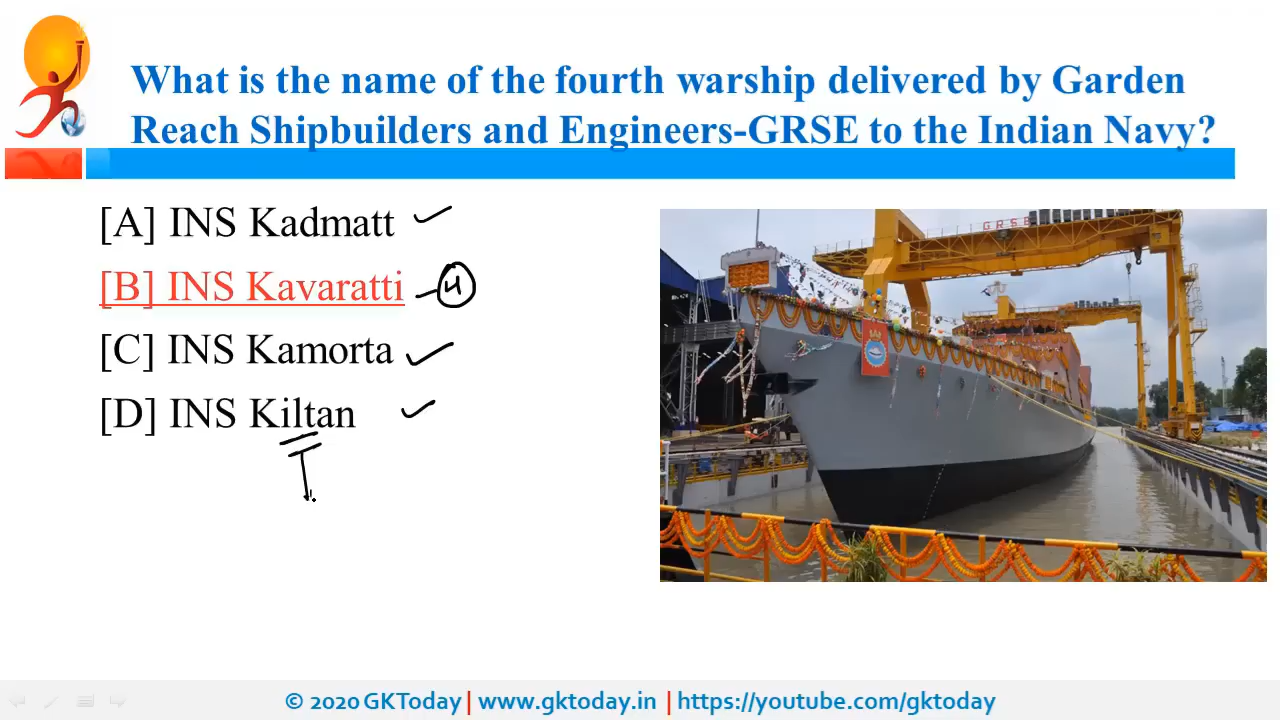 What is the name of the fourth warship delivered by Garden
Reach Shipbuilders and Engineers-GRSE to the Indian Navy?
[A] INS Kadmatt
[B] INS Kavaratti
4
[C] INS Kamorta
[D] INS Kiltan
GRSE
© 2020 GKToday | www.gktoday.in | https://youtube.com/gktoday